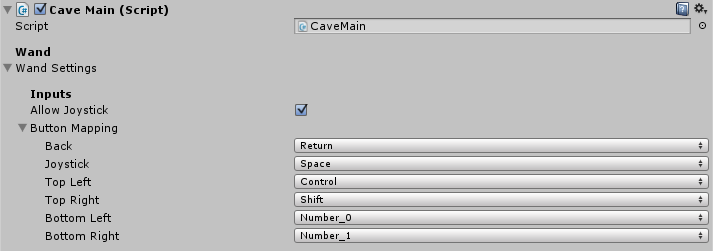 Cave Main (Script)
Script CaveMain
Wand
Wand Settings
Inputs
Allow Joystick
Button Mapping
Back Return
Joystick Space
Top Left Control
Top Right Shift
Bottom Left Number_0
Bottom Right Number_1